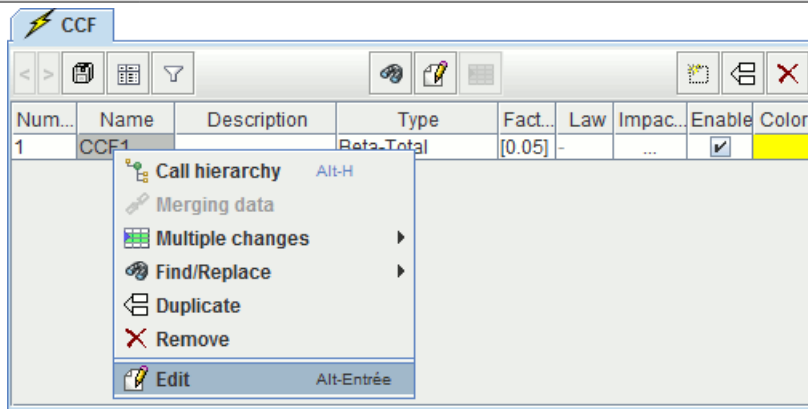 CCF
< >
Num... Name Description Type Fact... Law Impac... Enable Color
1 CCF1 Beta-Total [0.05] - ...
Call hierarchy Alt-H
Merging data
Multiple changes
Find/Replace
Duplicate
Remove
Edit Alt-Entrée